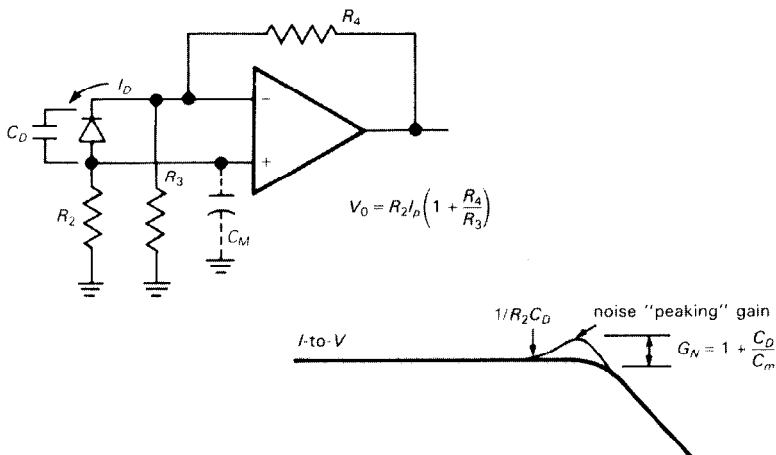 R4
ID
CD
−
+
R2
R3
CM
V0 = R2Ip(1 + R4/R3)
1/R2CD
noise "peaking" gain
I-to-V
GN = 1 + CD/Cm